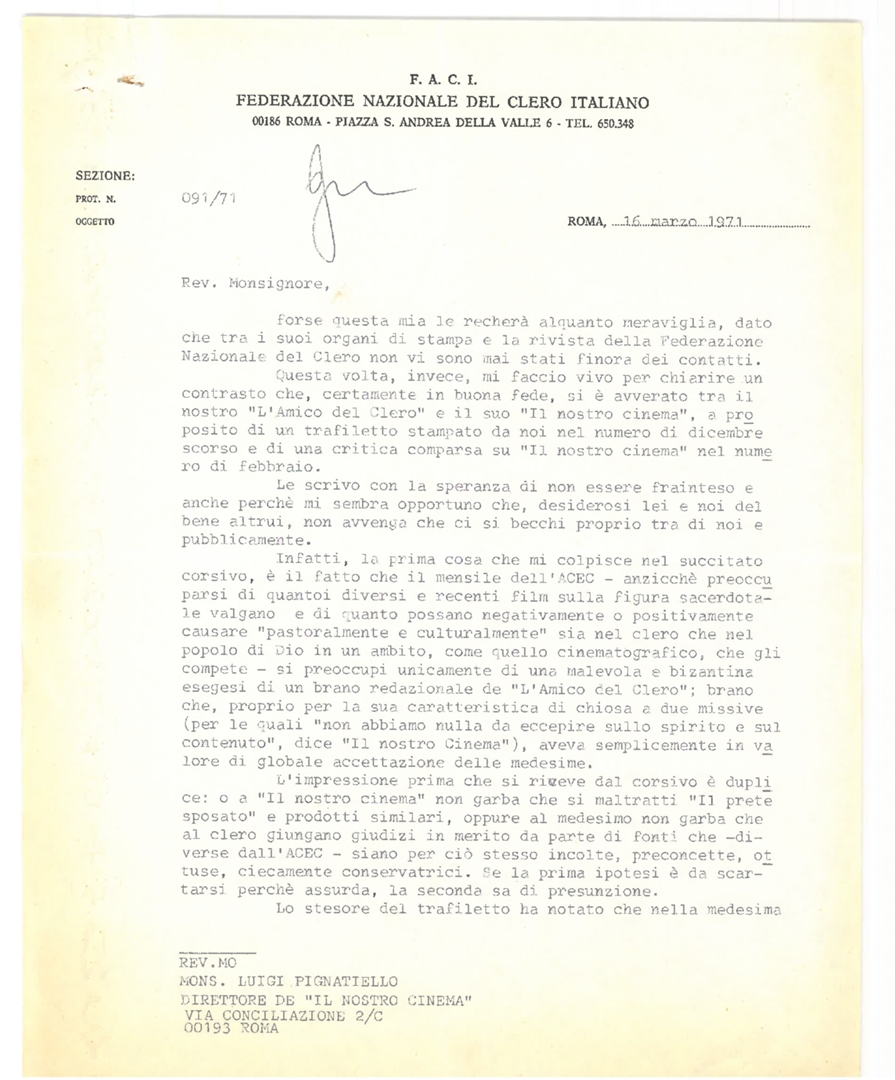 F. A. C. I.
FEDERAZIONE NAZIONALE DEL CLERO ITALIANO
00186 ROMA - PIAZZA S. ANDREA DELLA VALLE 6 - TEL. 650.348
SEZIONE:
PROT. N. 091/71
OGGETTO
ROMA, 16 marzo 1971
Rev. Monsignore,
forse questa mia le recherà alquanto meraviglia, dato
che tra i suoi organi di stampa e la rivista della Federazione
Nazionale del Clero non vi sono mai stati finora dei contatti.
Questa volta, invece, mi faccio vivo per chiarire un
contrasto che, certamente in buona fede, si è avverato tra il
nostro "L'Amico del Clero" e il suo "Il nostro cinema", a pro
posito di un trafiletto stampato da noi nel numero di dicembre
scorso e di una critica comparsa su "Il nostro cinema" nel nume
ro di febbraio.
Le scrivo con la speranza di non essere frainteso e
anche perchè mi sembra opportuno che, desiderosi lei e noi del
bene altrui, non avvenga che ci si becchi proprio tra di noi e
pubblicamente.
Infatti, la prima cosa che mi colpisce nel succitato
corsivo, è il fatto che il mensile dell'ACEC - anzicchè preoccu
parsi di quantoi diversi e recenti film sulla figura sacerdota-
le valgano e di quanto possano negativamente o positivamente
causare "pastoralmente e culturalmente" sia nel clero che nel
popolo di Dio in un ambito, come quello cinematografico, che gli
compete - si preoccupi unicamente di una malevola e bizantina
esegesi di un brano redazionale de "L'Amico del Clero"; brano
che, proprio per la sua caratteristica di chiosa a due missive
(per le quali "non abbiamo nulla da eccepire sullo spirito e sul
contenuto", dice "Il nostro Cinema"), aveva semplicemente in va
lore di globale accettazione delle medesime.
L'impressione prima che si riceve dal corsivo è dupli
ce: o a "Il nostro cinema" non garba che si maltratti "Il prete
sposato" e prodotti similari, oppure al medesimo non garba che
al clero giungano giudizi in merito da parte di fonti che -di-
verse dall'ACEC - siano per ciò stesso incolte, preconcette, ot
tuse, ciecamente conservatrici. Se la prima ipotesi è da scar-
tarsi perchè assurda, la seconda sa di presunzione.
Lo stesore del trafiletto ha notato che nella medesima
REV.MO
MONS. LUIGI PIGNATIELLO
DIRETTORE DE "IL NOSTRO CINEMA"
VIA CONCILIAZIONE 2/C
00193 ROMA